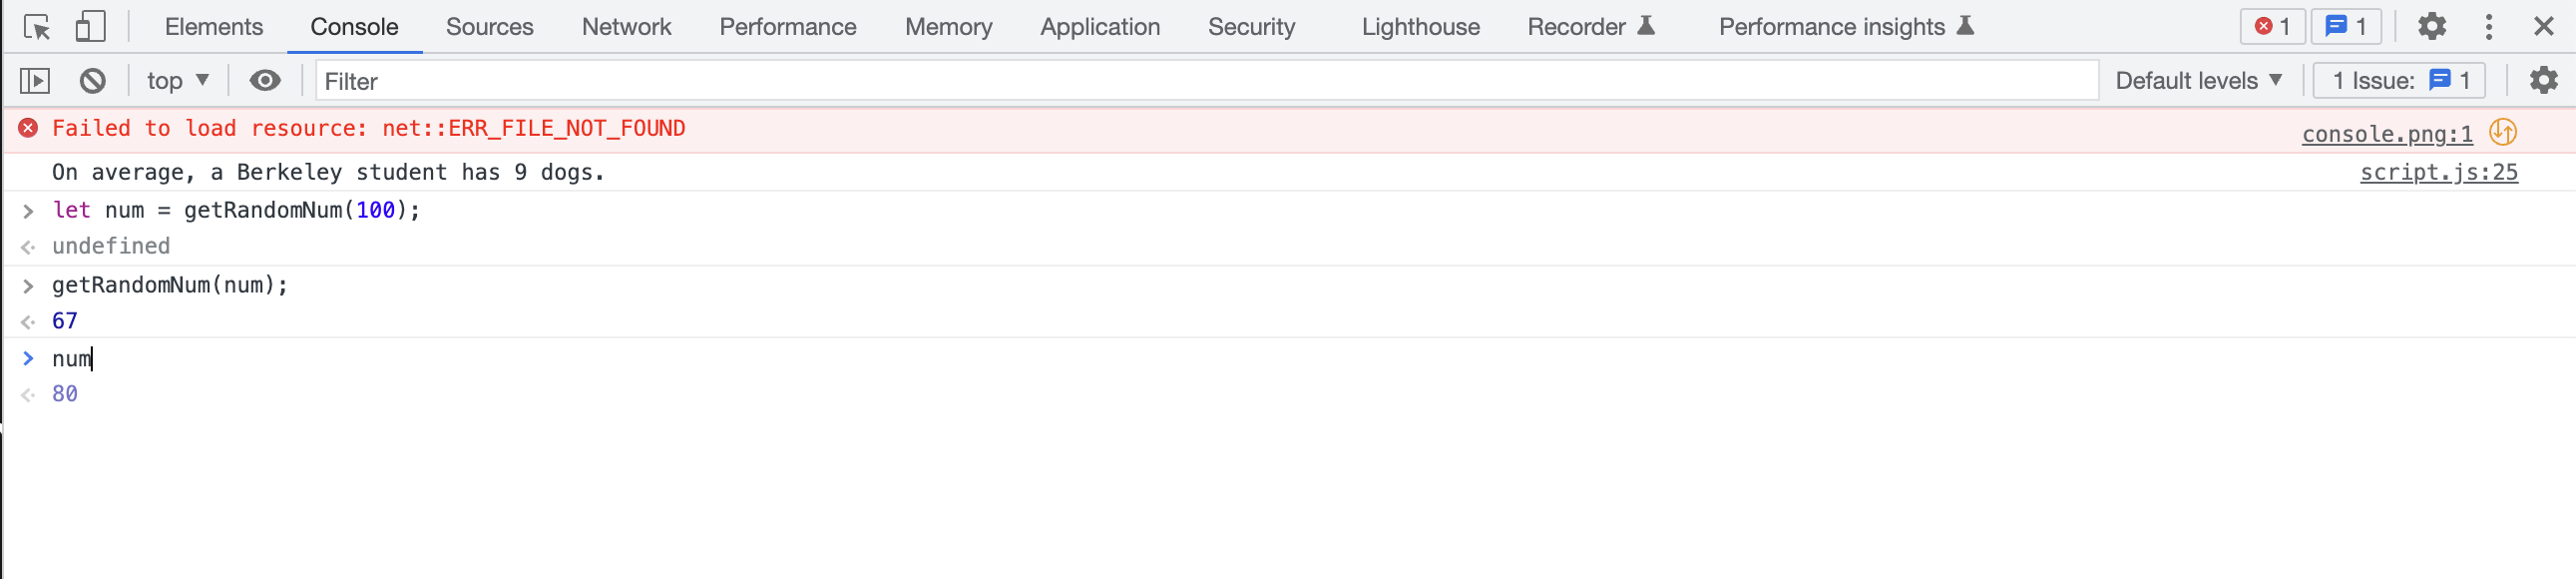 Elements Console Sources Network Performance Memory Application Security Lighthouse Recorder Performance insights 1 1
top Filter Default levels 1 Issue: 1
Failed to load resource: net::ERR_FILE_NOT_FOUND console.png:1
On average, a Berkeley student has 9 dogs. script.js:25
> let num = getRandomNum(100);
undefined
> getRandomNum(num);
67
> num
80